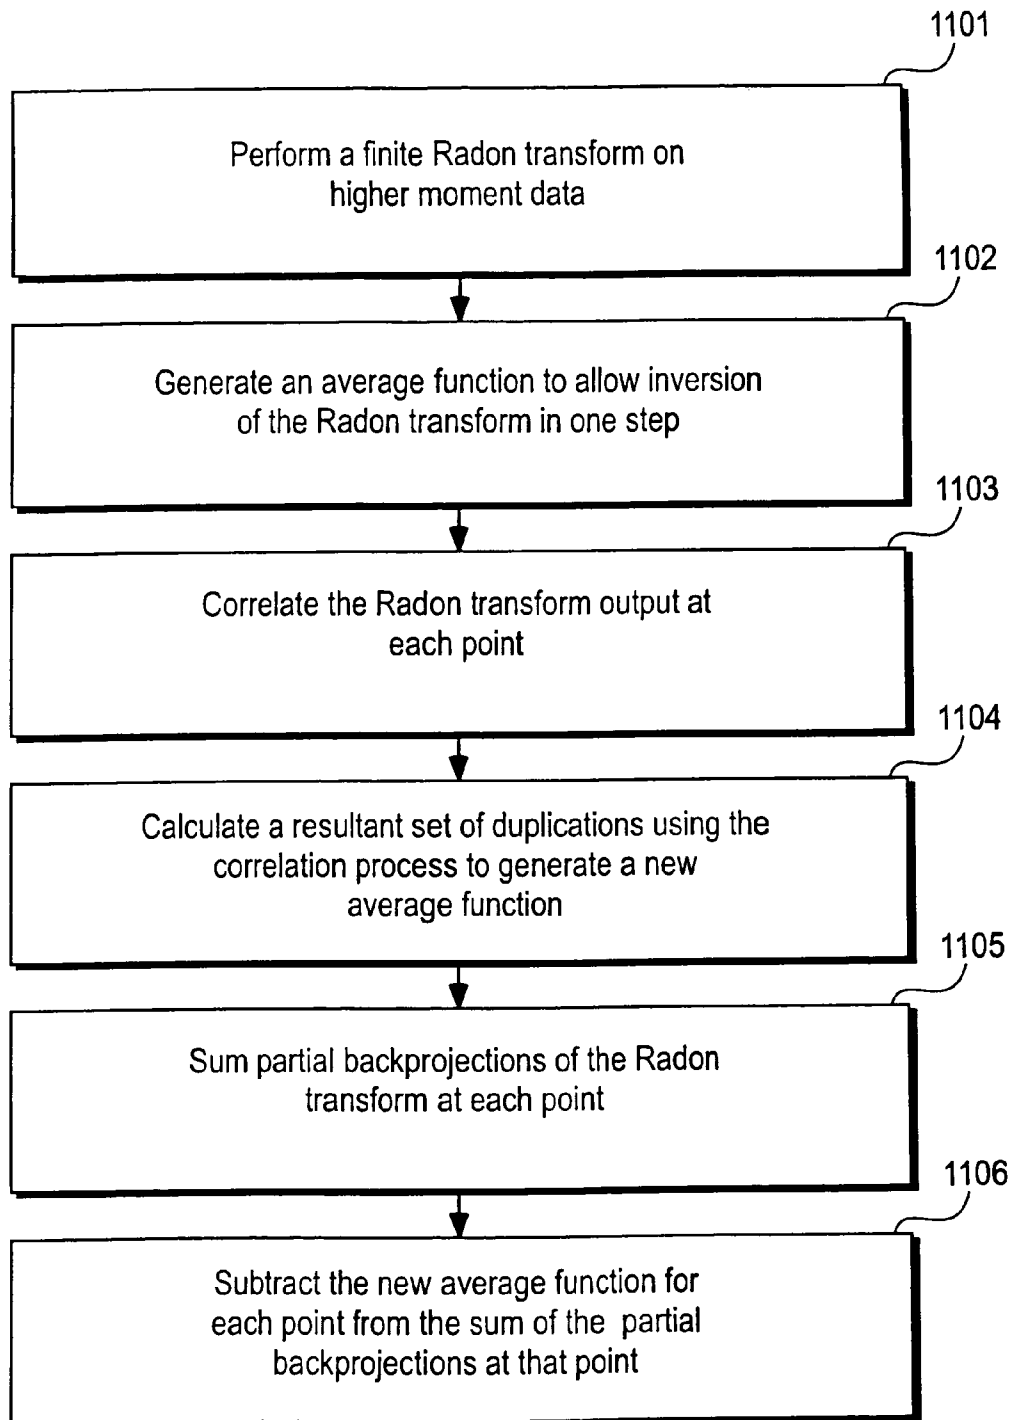 1101
Perform a finite Radon transform on
higher moment data
1102
Generate an average function to allow inversion
of the Radon transform in one step
1103
Correlate the Radon transform output at
each point
1104
Calculate a resultant set of duplications using the
correlation process to generate a new
average function
1105
Sum partial backprojections of the Radon
transform at each point
1106
Subtract the new average function for
each point from the sum of the partial
backprojections at that point